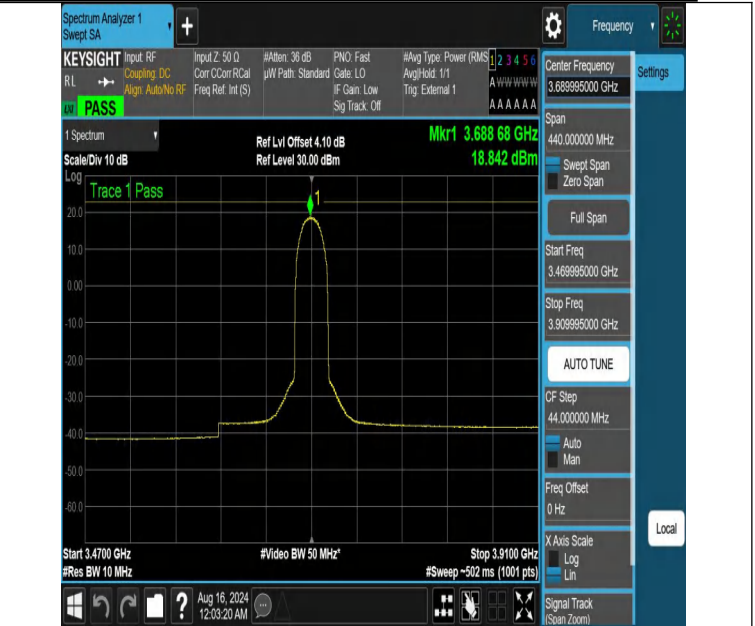 Spectrum Analyzer 1
Swept SA
+
Frequency
KEYSIGHT
RL
PASS
Input: RF
Coupling: DC
Align: Auto/No RF
Input Z: 50 Ω
Corr CCorr RCal
Freq Ref: Int (S)
#Atten: 36 dB
µW Path: Standard
PNO: Fast
Gate: LO
IF Gain: Low
Sig Track: Off
#Avg Type: Power (RMS
Avg|Hold: 1/1
Trig: External 1
1 2 3 4 5 6
A W W W W W
A A A A A A
1 Spectrum
Scale/Div 10 dB
Ref Lvl Offset 4.10 dB
Ref Level 30.00 dBm
Mkr1 3.688 68 GHz
18.842 dBm
Log
Trace 1 Pass
1
20.0
10.0
0.00
-10.0
-20.0
-30.0
-40.0
-50.0
-60.0
Start 3.4700 GHz
#Res BW 10 MHz
#Video BW 50 MHz*
Stop 3.9100 GHz
#Sweep ~502 ms (1001 pts)
?
Aug 16, 2024
12:03:20 AM
Center Frequency
3.689995000 GHz
Settings
Span
440.000000 MHz
Swept Span
Zero Span
Full Span
Start Freq
3.469995000 GHz
Stop Freq
3.909995000 GHz
AUTO TUNE
CF Step
44.000000 MHz
Auto
Man
Freq Offset
0 Hz
Local
X Axis Scale
Log
Lin
Signal Track
(Span Zoom)